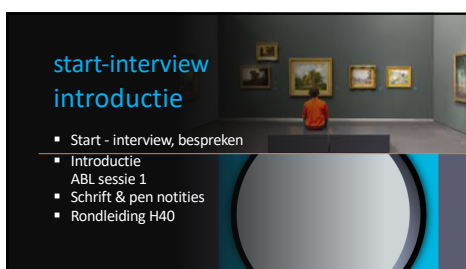 start-interview
introductie
▪ Start - interview, bespreken
▪ Introductie
ABL sessie 1
▪ Schrift & pen notities
▪ Rondleiding H40